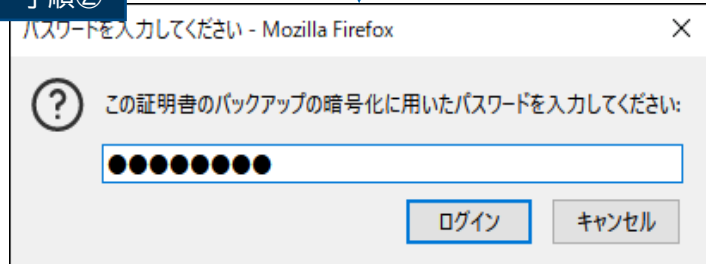 手順②
パスワードを入力してください - Mozilla Firefox
この証明書のバックアップの暗号化に用いたパスワードを入力してください:
●●●●●●●●
ログイン
キャンセル